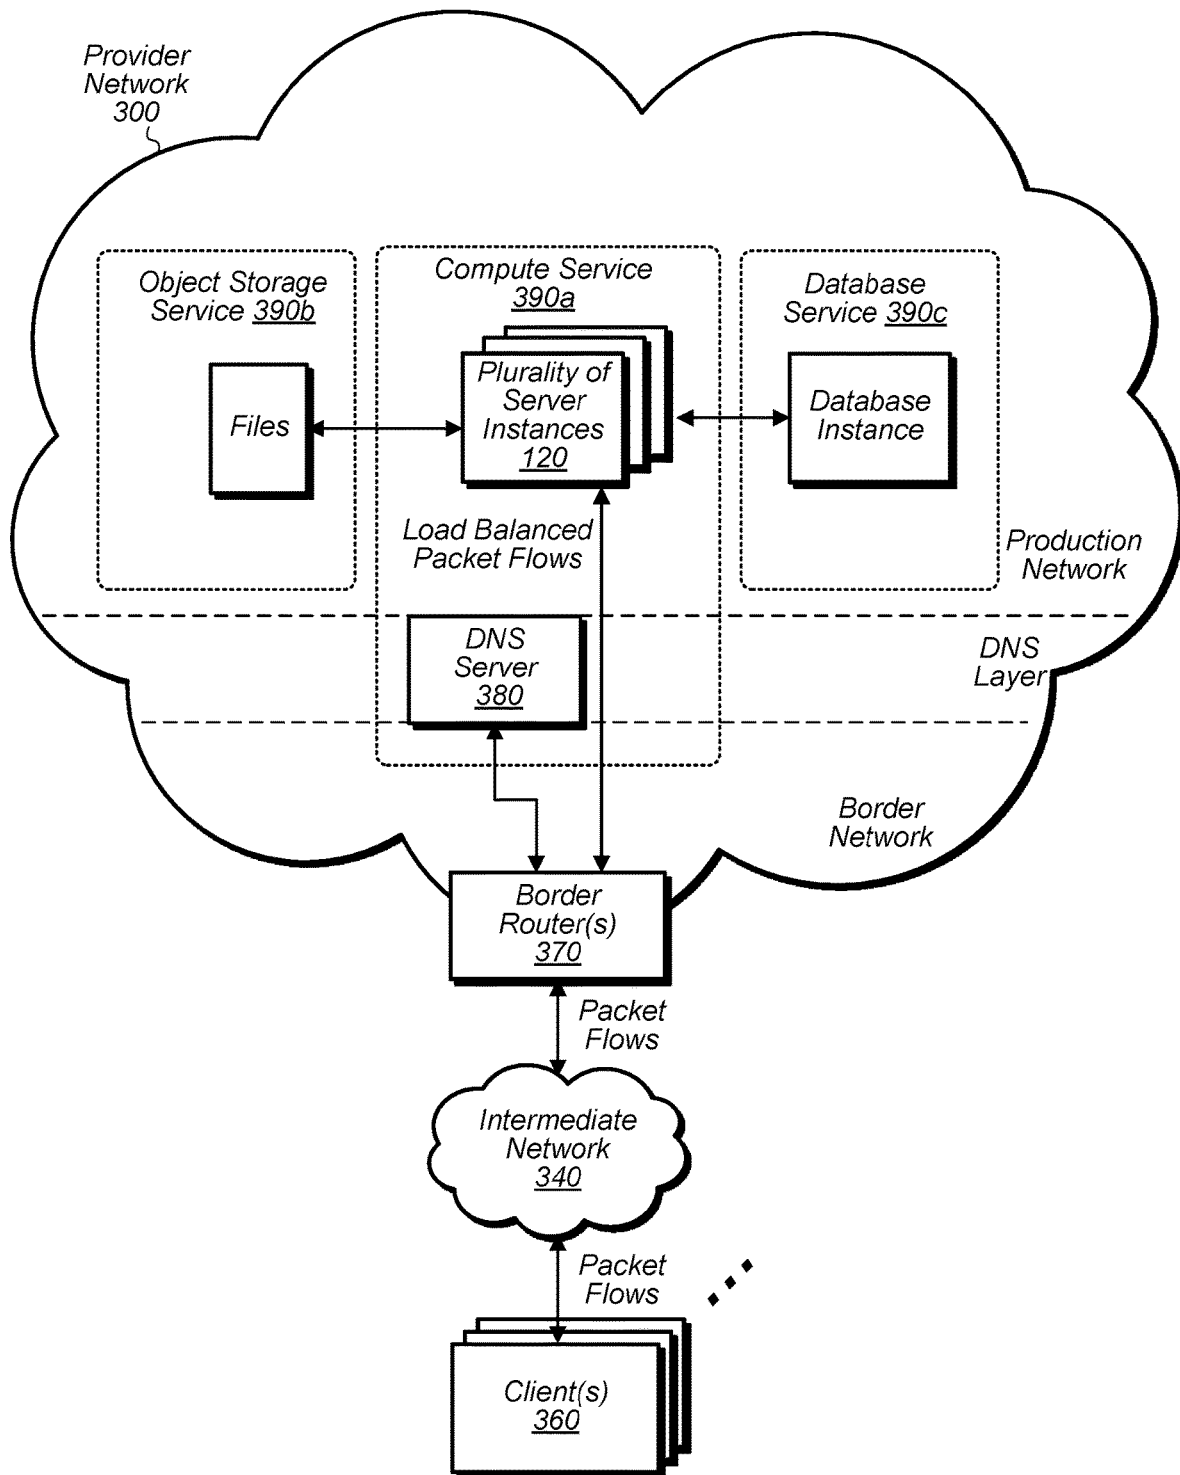 Provider
Network
300
Object Storage
Service 390b
Compute Service
390a
Database
Service 390c
Files
Plurality of
Server
Instances
120
Database
Instance
Load Balanced
Packet Flows
Production
Network
DNS
Server
380
DNS
Layer
Border
Network
Border
Router(s)
370
Packet
Flows
Intermediate
Network
340
Packet
Flows
Client(s)
360